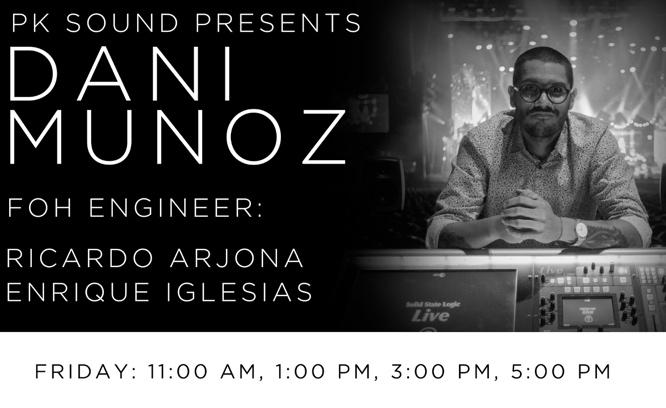 PK SOUND PRESENTS
DANI
MUNOZ
FOH ENGINEER:
RICARDO ARJONA
ENRIQUE IGLESIAS
Solid State Logic
Live
FRIDAY: 11:00 AM, 1:00 PM, 3:00 PM, 5:00 PM